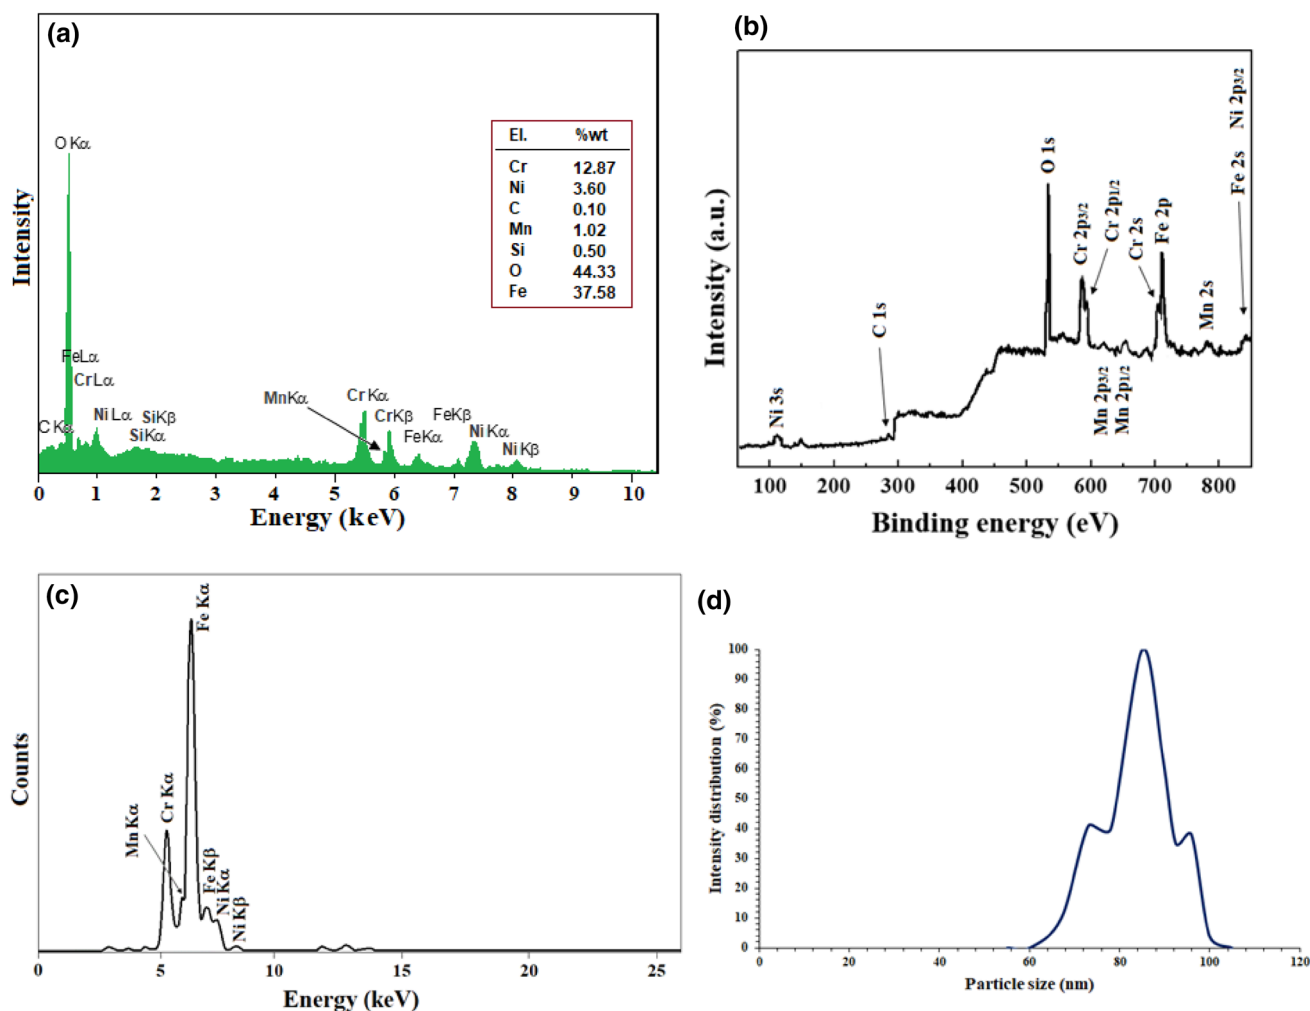 (a)
Intensity
O Kα
FeLα
CrLα
C Kα
Ni Lα
SiKβ
SiKα
MnKα
Cr Kα
CrKβ
FeKα
FeKβ
Ni Kα
Ni Kβ
El. %wt
Cr 12.87
Ni 3.60
C 0.10
Mn 1.02
Si 0.50
O 44.33
Fe 37.58
0 1 2 3 4 5 6 7 8 9 10
Energy (keV)
(b)
Intensity (a.u.)
Ni 3s
C 1s
O 1s
Cr 2p3/2
Cr 2p1/2
Mn 2p3/2
Mn 2p1/2
Cr 2s
Fe 2p
Mn 2s
Fe 2s
Ni 2p3/2
100 200 300 400 500 600 700 800
Binding energy (eV)
(c)
Counts
Mn Kα
Cr Kα
Fe Kα
Fe Kβ
Ni Kα
Ni Kβ
0 5 10 15 20 25
Energy (keV)
(d)
Intensity distribution (%)
100
90
80
70
60
50
40
30
20
10
0
0 20 40 60 80 100 120
Particle size (nm)